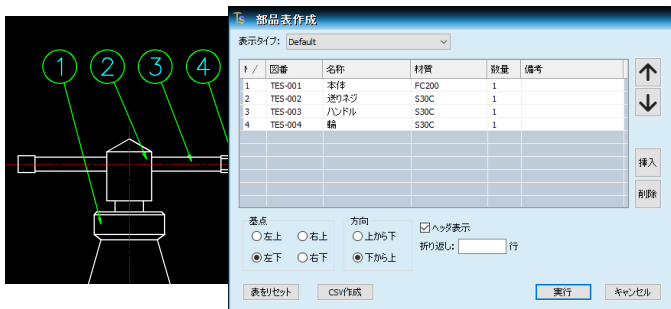 1 2 3 4
Ts 部品表作成
表示タイプ: Default
ﾄ / 図番 名称 材質 数量 備考
1 TES-001 本体 FC200 1
2 TES-002 送りネジ S30C 1
3 TES-003 ハンドル S30C 1
4 TES-004 輪 S30C 1
挿入
削除
基点 方向
左上 右上 上から下 ヘッダ表示
左下 右下 下から上 折り返し: 行
表をリセット CSV作成 実行 キャンセル